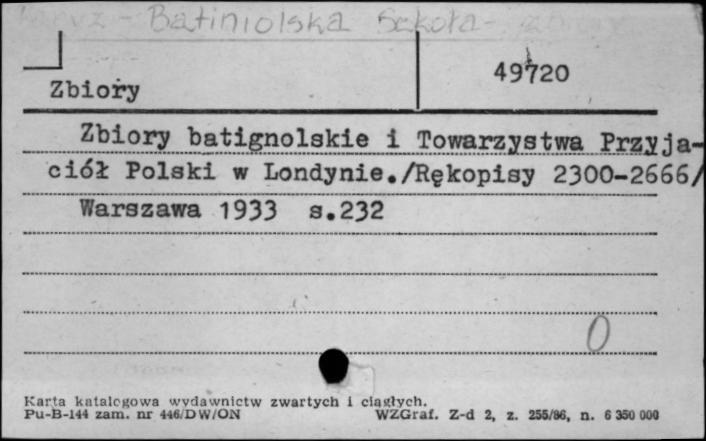 Batiniolska Szkoła -
49720
Zbiory
Zbiory batignolskie i Towarzystwa Przyja-
ciół Polski w Londynie./Rękopisy 2300-2666/
Warszawa 1933 s.232
0
Karta katalogowa wydawnictw zwartych i ciągłych.
Pu-B-144 zam. nr 446/DW/ON WZGraf. Z-d 2, z. 255/86, n. 6 350 000